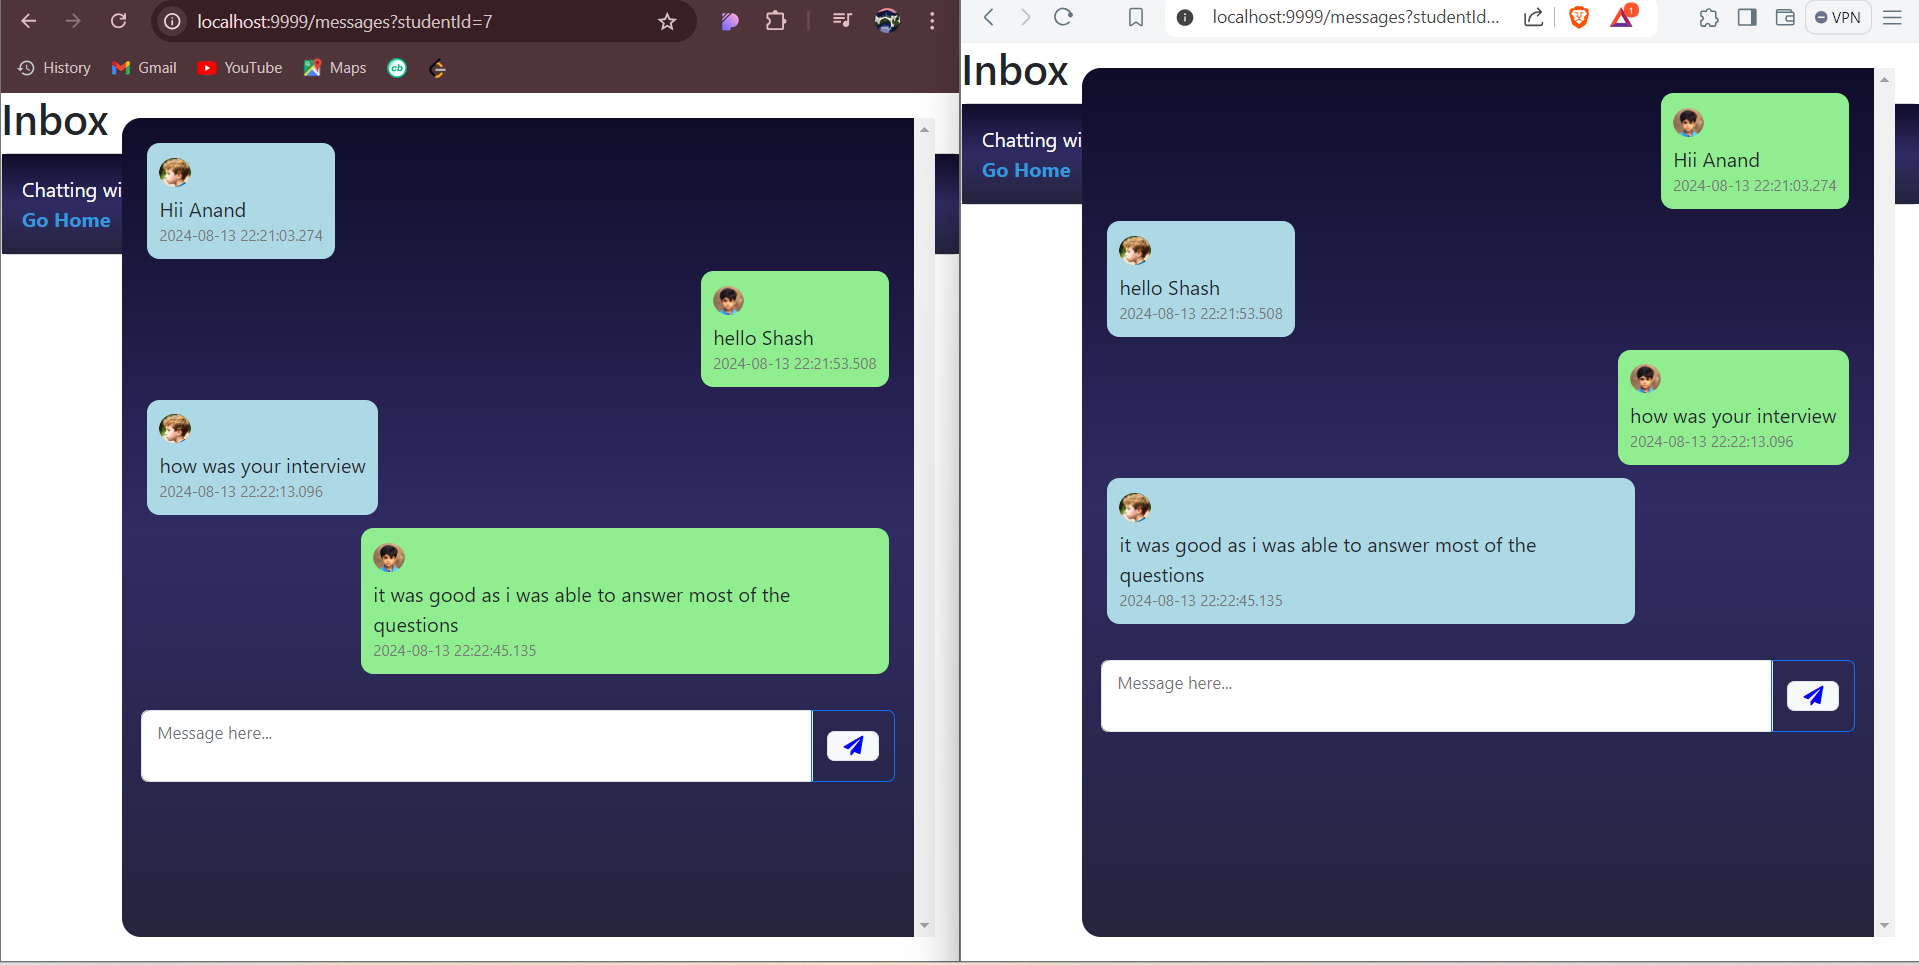 localhost:9999/messages?studentId=7
History
Gmail
YouTube
Maps
cb
Inbox
Chatting wi
Go Home
Hii Anand
2024-08-13 22:21:03.274
hello Shash
2024-08-13 22:21:53.508
how was your interview
2024-08-13 22:22:13.096
it was good as i was able to answer most of the
questions
2024-08-13 22:22:45.135
Message here...
localhost:9999/messages?studentId...
1
VPN
Inbox
Chatting wi
Go Home
Hii Anand
2024-08-13 22:21:03.274
hello Shash
2024-08-13 22:21:53.508
how was your interview
2024-08-13 22:22:13.096
it was good as i was able to answer most of the
questions
2024-08-13 22:22:45.135
Message here...